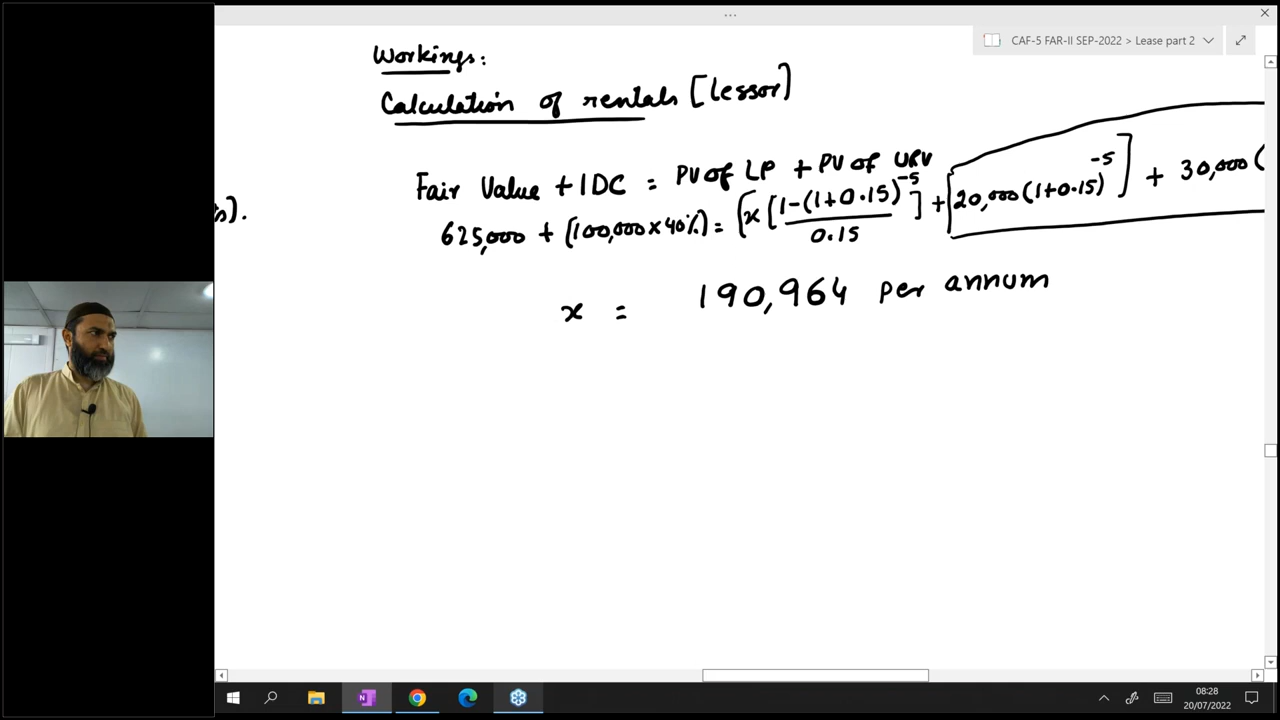 CAF-5 FAR-II SEP-2022 > Lease part 2
Workings:
Calculation of rentals [Lessor]
Fair Value + IDC = PV of LP + PV of URV
625,000 + (100,000×40%) = (x[1-(1+0.15)^-5 / 0.15] + [20,000(1+0.15)^-5] + 30,000(
s).
x = 190,964 per annum
08:28
20/07/2022